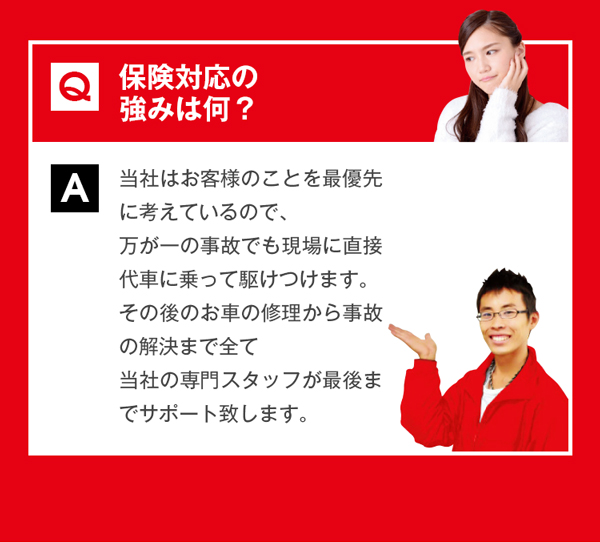 Q
保険対応の
強みは何？
A
当社はお客様のことを最優先
に考えているので、
万が一の事故でも現場に直接
代車に乗って駆けつけます。
その後のお車の修理から事故
の解決まで全て
当社の専門スタッフが最後ま
でサポート致します。